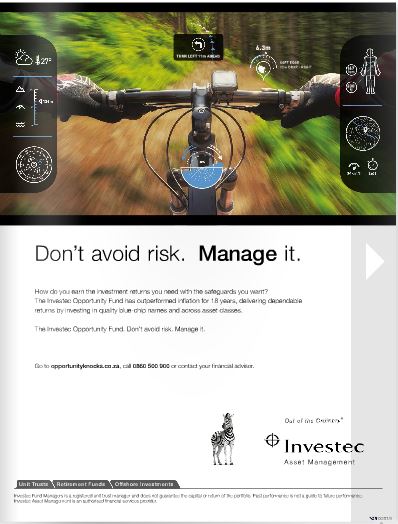 27°
TURN LEFT 11m AHEAD
6.3m
Don't avoid risk. Manage it.
How do you earn the investment returns you need with the safeguards you want?
The Investec Opportunity Fund has outperformed inflation for 18 years, delivering dependable
returns by investing in quality blue-chip names and across asset-classes.
The Investec Opportunity Fund. Don't avoid risk. Manage it.
Go to opportunityknocks.co.za, call 0860 500 900 or contact your financial advisor.
Out of the Ordinary®
Investec
Asset Management
Unit Trusts \ Retirement Funds \ Offshore Investments
Investec Fund Managers is a registered unit trust manager and does not guarantee the capital or return of the portfolio. Past performance is not a guide to future performance.
Investec Asset Management is an authorised financial services provider.